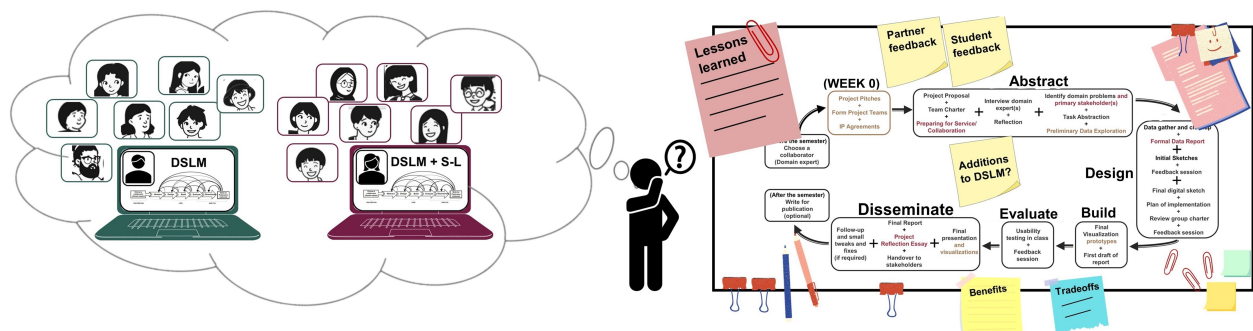 DSLM
DSLM + S-L
?
Lessons
learned
Partner
feedback
Student
feedback
(WEEK 0)
Project Pitches
+
Form Project Teams
+
IP Agreements
the semester)
Choose a
collaborator
(Domain expert)
Abstract
Project Proposal
+
Team Charter
+
Preparing for Service/
Collaboration
+
Interview domain
expert(s)
+
Reflection
+
Identify domain problems and
primary stakeholder(s)
+
Task Abstraction
+
Preliminary Data Exploration
Additions
to DSLM?
Design
Data gather and
+
Formal Data Report
+
Initial Sketches
+
Feedback session
+
Final digital sketch
+
Plan of implementation
+
Review group charter
+
Feedback session
Build
Final
Visualization
prototypes
+
First draft of
report
Evaluate
Usability
testing in class
+
Feedback
session
Disseminate
Final
presentation
and
visualizations
+
Final Report
+
Project
Reflection Essay
+
Handover to
stakeholders
+
Follow-up
and small
tweaks and
fixes
(if required)
(After the semester)
Write for
publication
(optional)
Benefits
Tradeoffs